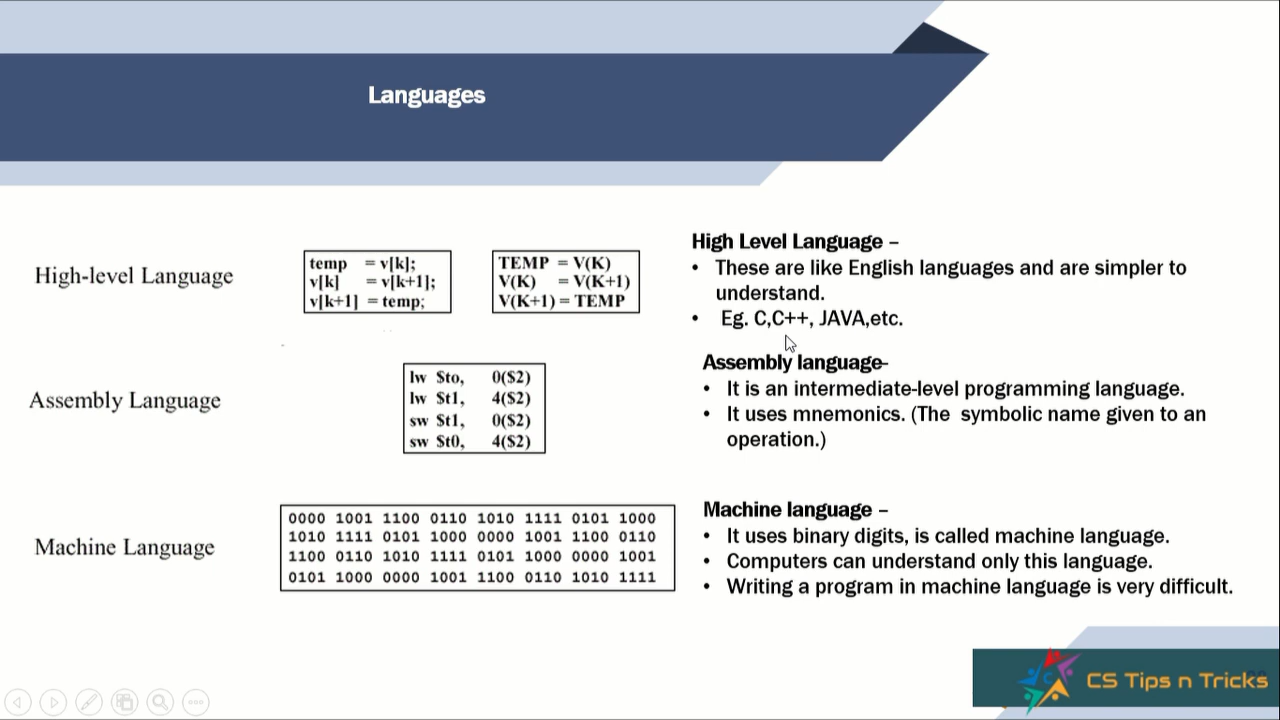 Languages
High-level Language
temp = v[k];
v[k] = v[k+1];
v[k+1] = temp;
TEMP = V(K)
V(K) = V(K+1)
V(K+1) = TEMP
High Level Language –
• These are like English languages and are simpler to
understand.
• Eg. C,C++, JAVA,etc.
Assembly Language
lw $to, 0($2)
lw $t1, 4($2)
sw $t1, 0($2)
sw $t0, 4($2)
Assembly language-
• It is an intermediate-level programming language.
• It uses mnemonics. (The symbolic name given to an
operation.)
Machine Language
0000 1001 1100 0110 1010 1111 0101 1000
1010 1111 0101 1000 0000 1001 1100 0110
1100 0110 1010 1111 0101 1000 0000 1001
0101 1000 0000 1001 1100 0110 1010 1111
Machine language –
• It uses binary digits, is called machine language.
• Computers can understand only this language.
• Writing a program in machine language is very difficult.
CS Tips n Tricks